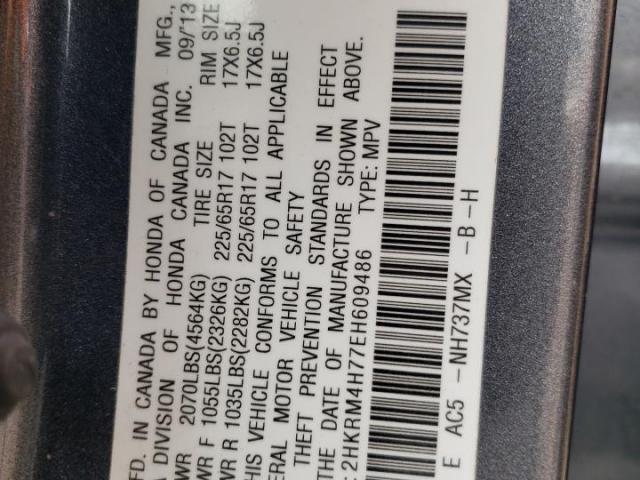 FD. IN CANADA BY HONDA OF CANADA MFG.,
A DIVISION OF HONDA CANADA INC. 09/'13
WR 2070LBS(4564KG) TIRE SIZE RIM SIZE
WR F 1055LBS(2326KG) 225/65R17 102T 17X6.5J
WR R 1035LBS(2282KG) 225/65R17 102T 17X6.5J
HIS VEHICLE CONFORMS TO ALL APPLICABLE
ERAL MOTOR VEHICLE SAFETY
THEFT PREVENTION STANDARDS IN EFFECT
THE DATE OF MANUFACTURE SHOWN ABOVE.
: 2HKRM4H77EH609486 TYPE: MPV
E AC5 -NH737MX -B-H